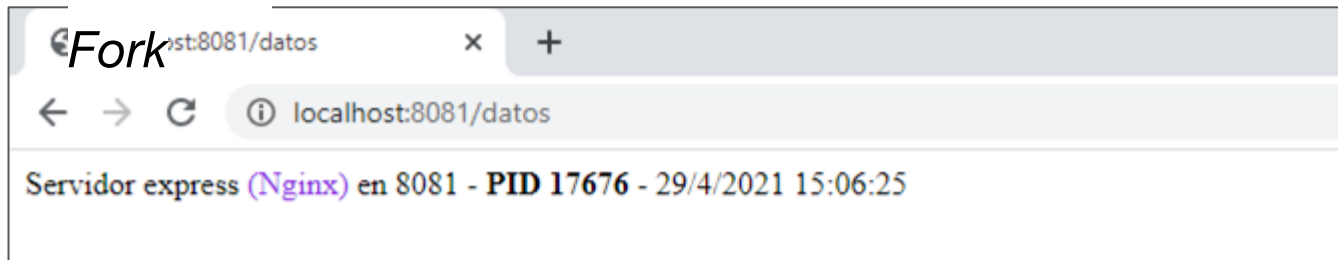 Fork st:8081/datos
localhost:8081/datos
Servidor express (Nginx) en 8081 - PID 17676 - 29/4/2021 15:06:25